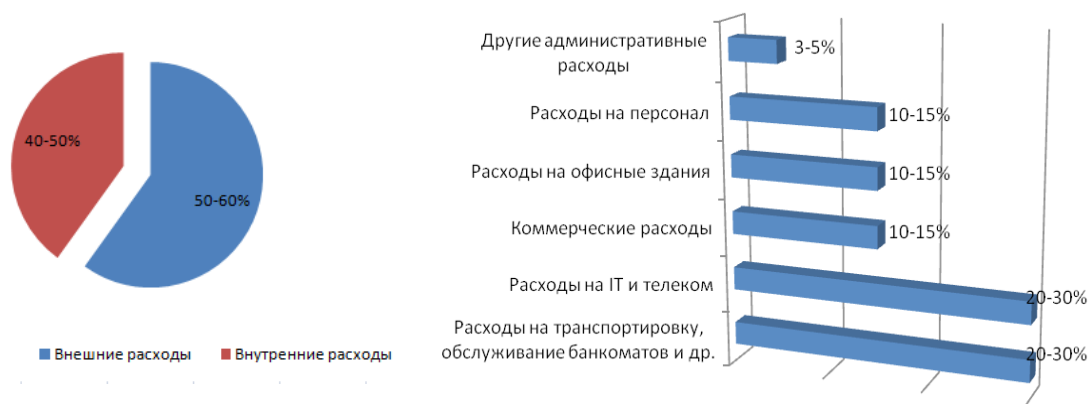 40-50%
50-60%
Внешние расходы
Внутренние расходы
Другие административные
расходы
3-5%
Расходы на персонал
10-15%
Расходы на офисные здания
10-15%
Коммерческие расходы
10-15%
Расходы на IT и телеком
20-30%
Расходы на транспортировку,
обслуживание банкоматов и др.
20-30%